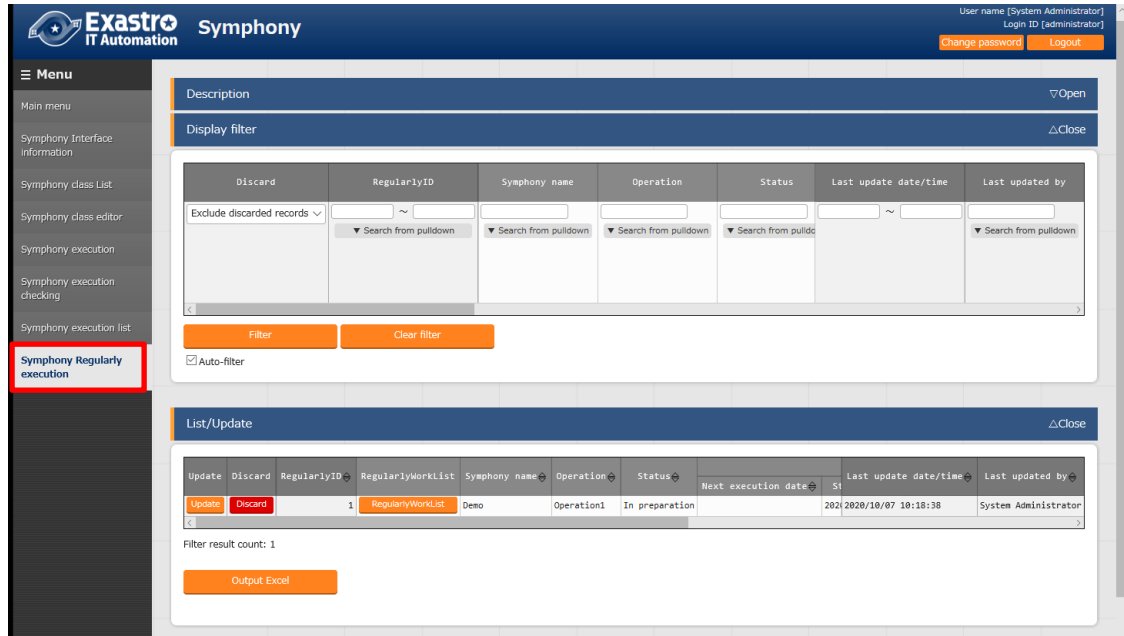 Exastro
IT Automation
Symphony
User name [System Administrator]
Login ID [administrator]
Change password
Logout
☰ Menu
Main menu
Symphony Interface
information
Symphony class List
Symphony class editor
Symphony execution
Symphony execution
checking
Symphony execution list
Symphony Regularly
execution
Description
▽Open
Display filter
△Close
Discard RegularlyID Symphony name Operation Status Last update date/time Last updated by
Exclude discarded records ~ ~
▼ Search from pulldown ▼ Search from pulldown ▼ Search from pulldown ▼ Search from pulldo ▼ Search from pulldown
Filter
Clear filter
Auto-filter
List/Update
△Close
Update Discard RegularlyID RegularlyWorkList Symphony name Operation Status Last update date/time Last updated by
Next execution date St
Update Discard 1 RegularlyWorkList Demo Operation1 In preparation 202 2020/10/07 10:18:38 System Administrator
Filter result count: 1
Output Excel